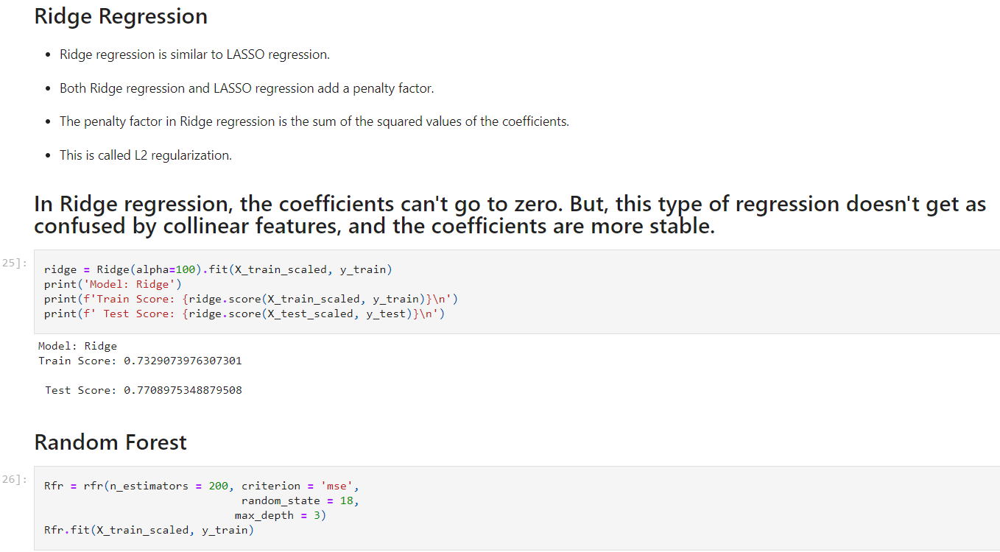 Ridge Regression
• Ridge regression is similar to LASSO regression.
• Both Ridge regression and LASSO regression add a penalty factor.
• The penalty factor in Ridge regression is the sum of the squared values of the coefficients.
• This is called L2 regularization.
In Ridge regression, the coefficients can't go to zero. But, this type of regression doesn't get as
confused by collinear features, and the coefficients are more stable.
25]:
ridge = Ridge(alpha=100).fit(X_train_scaled, y_train)
print('Model: Ridge')
print(f'Train Score: {ridge.score(X_train_scaled, y_train)}\n')
print(f' Test Score: {ridge.score(X_test_scaled, y_test)}\n')
Model: Ridge
Train Score: 0.7329073976307301
 Test Score: 0.7708975348879508
Random Forest
26]:
Rfr = rfr(n_estimators = 200, criterion = 'mse',
                              random_state = 18,
                             max_depth = 3)
Rfr.fit(X_train_scaled, y_train)